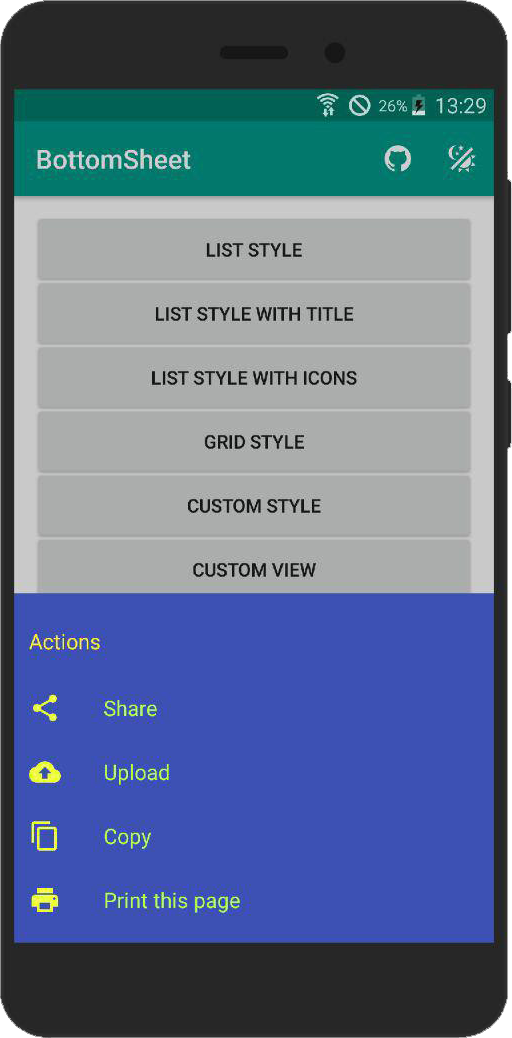 26% 13:29
BottomSheet
LIST STYLE
LIST STYLE WITH TITLE
LIST STYLE WITH ICONS
GRID STYLE
CUSTOM STYLE
CUSTOM VIEW
Actions
Share
Upload
Copy
Print this page